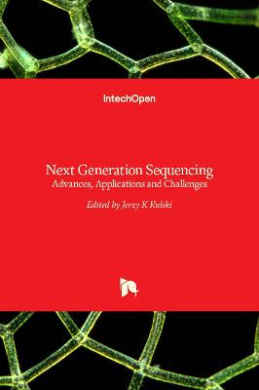 IntechOpen
Next Generation Sequencing
Advances, Applications and Challenges
Edited by Jerzy K Kulski